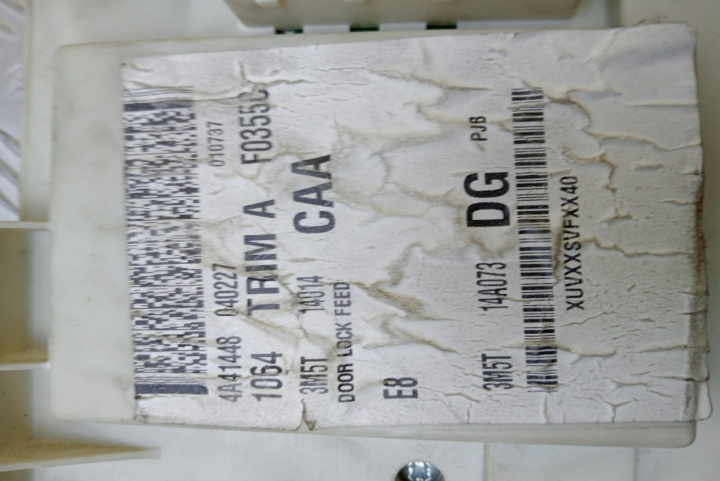 4A41448 040227 010737
1064 TRIM A F0355C
3M5T 14014 CAA
DOOR LOCK FEED
E8
3M5T 14A073 DG PJB
XUVXXSVFXX40